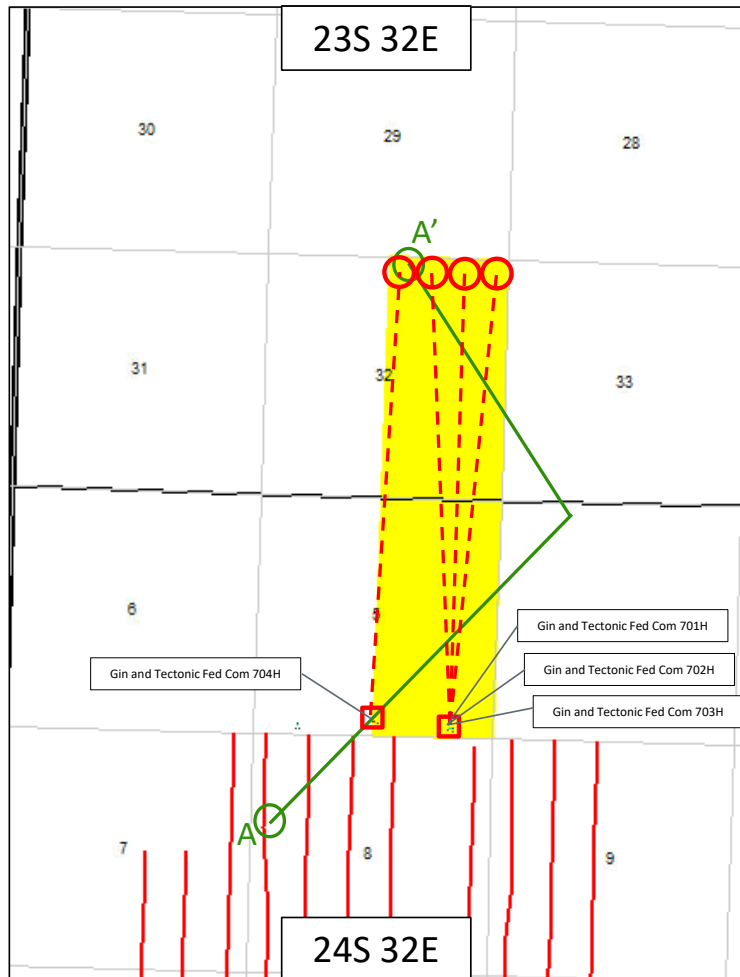 23S 32E
30
29
28
A’
31
32
33
6
5
Gin and Tectonic Fed Com 701H
Gin and Tectonic Fed Com 704H
Gin and Tectonic Fed Com 702H
Gin and Tectonic Fed Com 703H
A
7
8
9
24S 32E